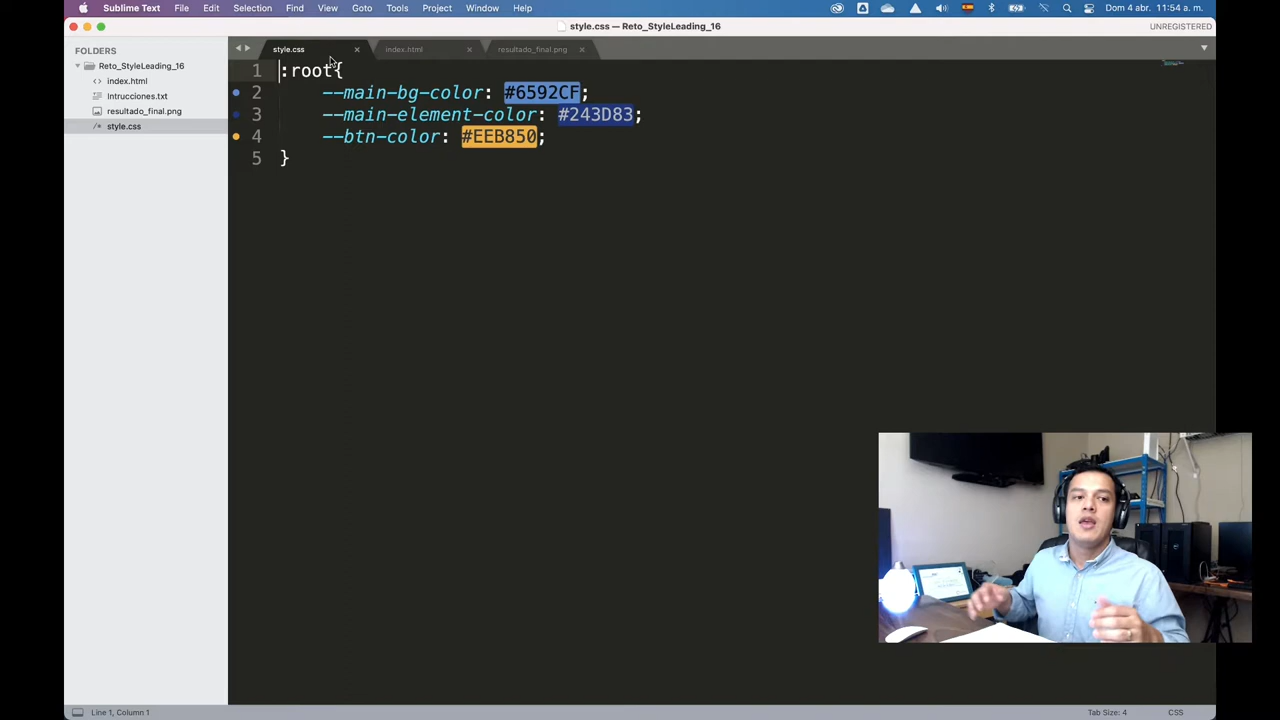 Sublime Text File Edit Selection Find View Goto Tools Project Window Help Dom 4 abr. 11:54 a. m.
style.css — Reto_StyleLeading_16 UNREGISTERED
FOLDERS
Reto_StyleLeading_16
index.html
Intrucciones.txt
resultado_final.png
style.css
style.css index.html resultado_final.png
1 :root{
2 --main-bg-color: #6592CF;
3 --main-element-color: #243D83;
4 --btn-color: #EEB850;
5 }
Line 1, Column 1 Tab Size: 4 CSS